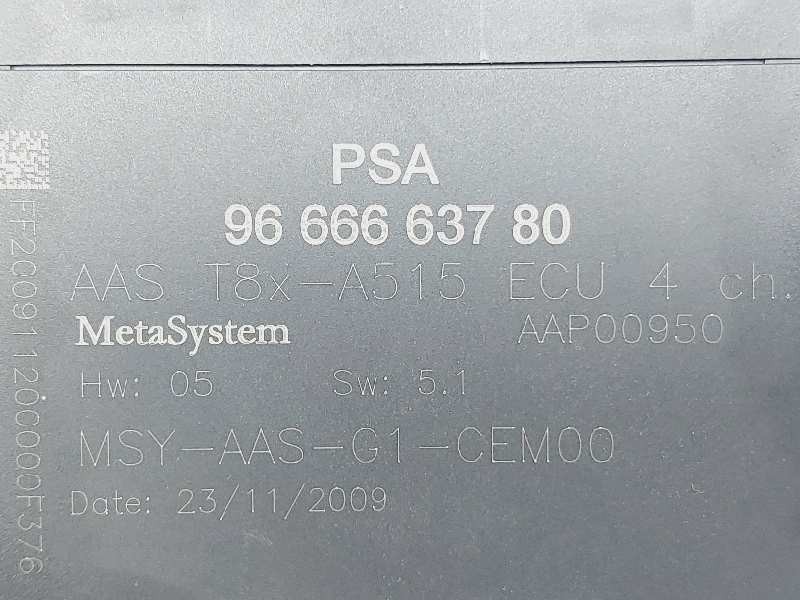 PSA
96 666 637 80
AAS T8x-A515 ECU 4 ch.
MetaSystem AAP00950
Hw: 05 Sw: 5.1
MSY-AAS-G1-CEM00
Date: 23/11/2009
FF2C091120C000F376